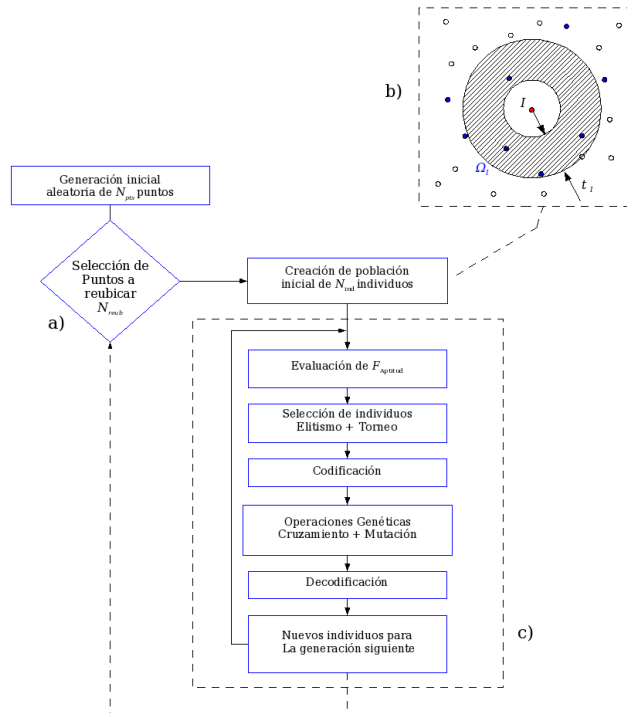 b)
I
Ω_I
t_I
Generación inicial
aleatoria de N_pts puntos
Selección de
Puntos a
reubicar
N_reub
a)
Creación de población
inicial de N_ind individuos
Evaluación de F_Aptitud
Selección de individuos
Elitismo + Torneo
Codificación
Operaciones Genéticas
Cruzamiento + Mutación
Decodificación
Nuevos individuos para
La generación siguiente
c)